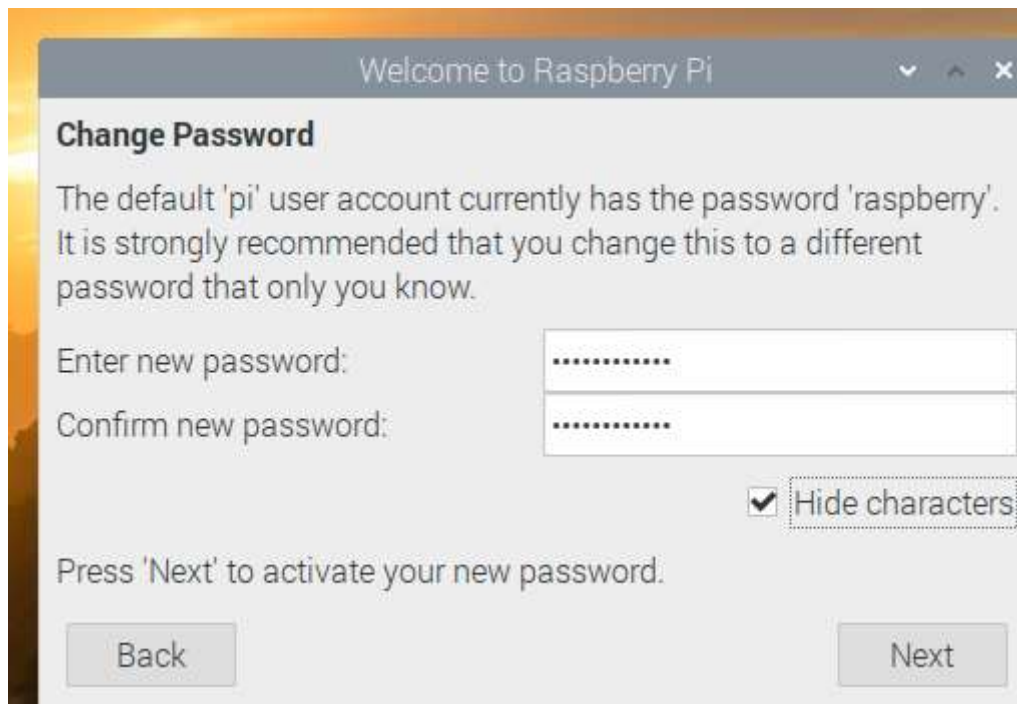 Welcome to Raspberry Pi
Change Password
The default 'pi' user account currently has the password 'raspberry'.
It is strongly recommended that you change this to a different
password that only you know.
Enter new password: ••••••••••••
Confirm new password: ••••••••••••
Hide characters
Press 'Next' to activate your new password.
Back Next